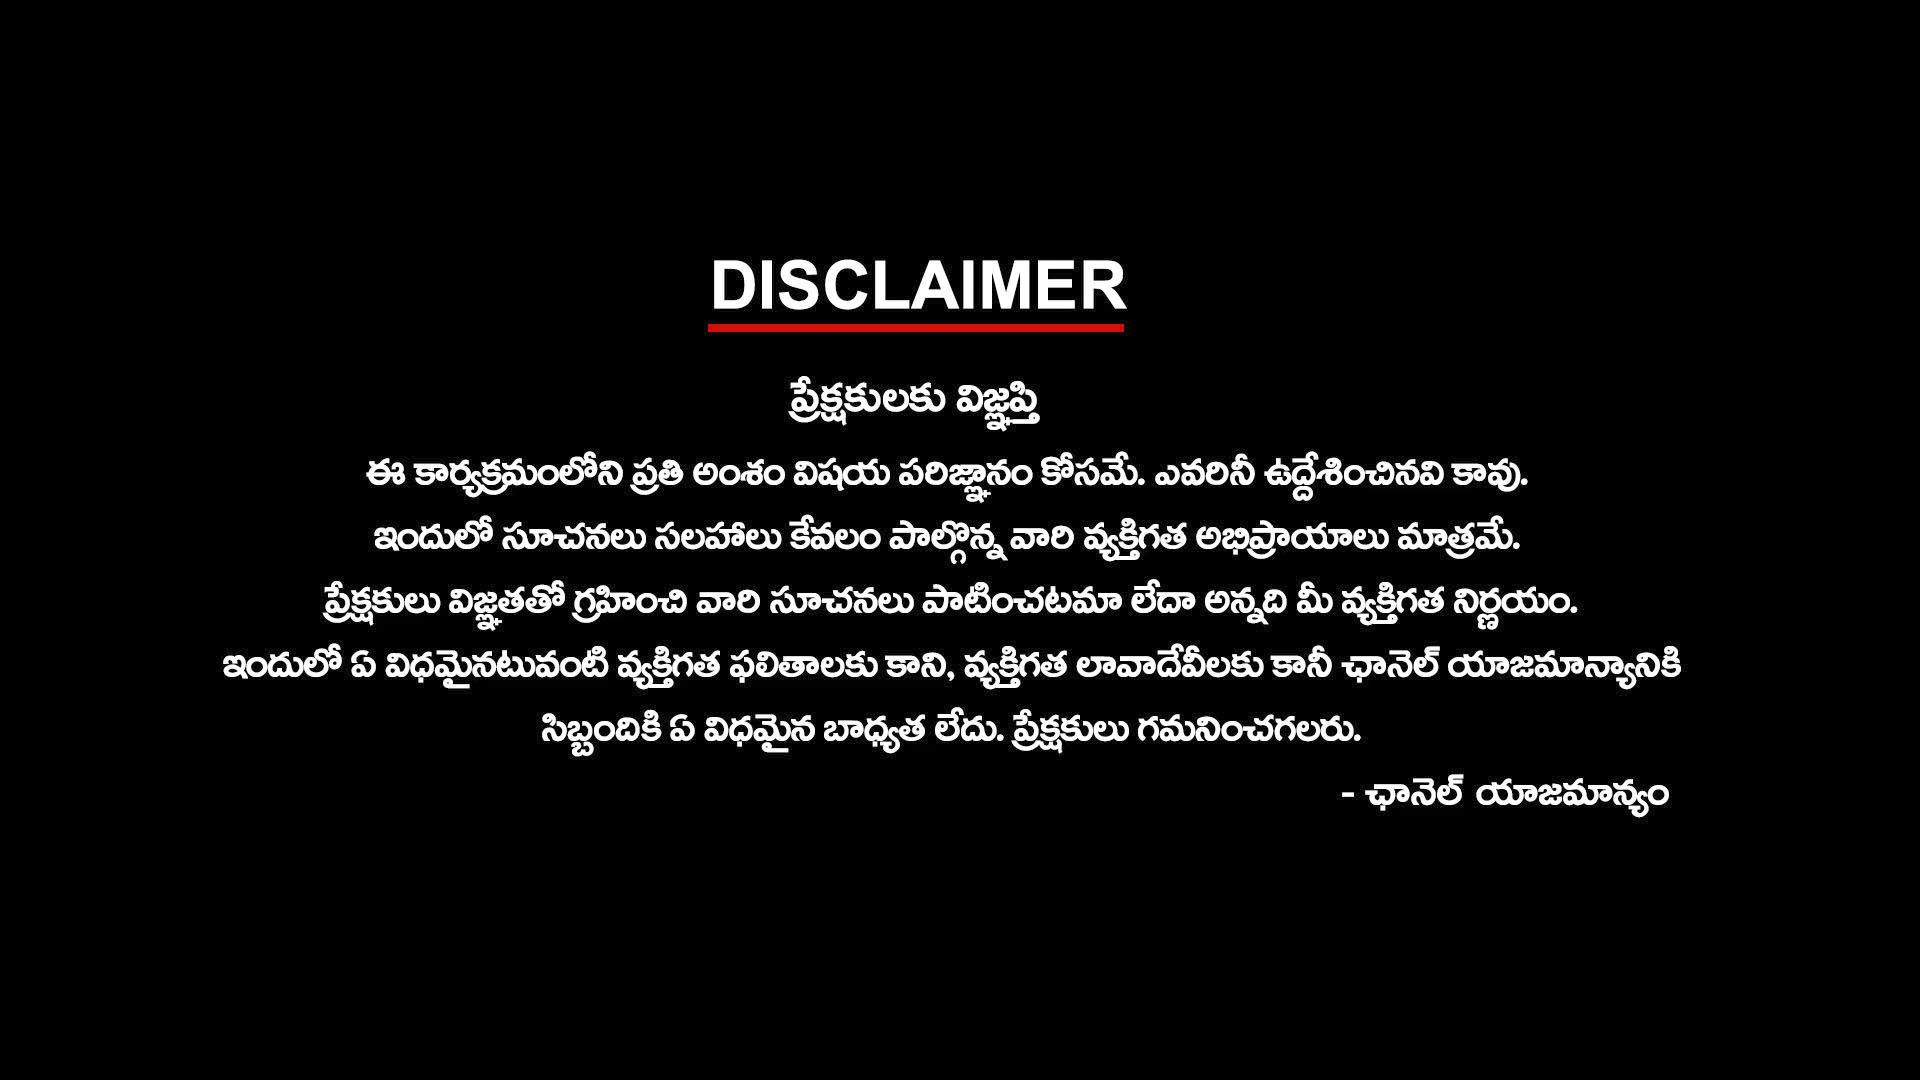 DISCLAIMER
ప్రేక్షకులకు విజ్ఞప్తి
ఈ కార్యక్రమంలోని ప్రతి అంశం విషయ పరిజ్ఞానం కోసమే. ఎవరినీ ఉద్దేశించినవి కావు.
ఇందులో సూచనలు సలహాలు కేవలం పాల్గొన్న వారి వ్యక్తిగత అభిప్రాయాలు మాత్రమే.
ప్రేక్షకులు విజ్ఞతతో గ్రహించి వారి సూచనలు పాటించటమా లేదా అన్నది మీ వ్యక్తిగత నిర్ణయం.
ఇందులో ఏ విధమైనటువంటి వ్యక్తిగత ఫలితాలకు కాని, వ్యక్తిగత లావాదేవీలకు కానీ ఛానెల్ యాజమాన్యానికి
సిబ్బందికి ఏ విధమైన బాధ్యత లేదు. ప్రేక్షకులు గమనించగలరు.
- ఛానెల్ యాజమాన్యం